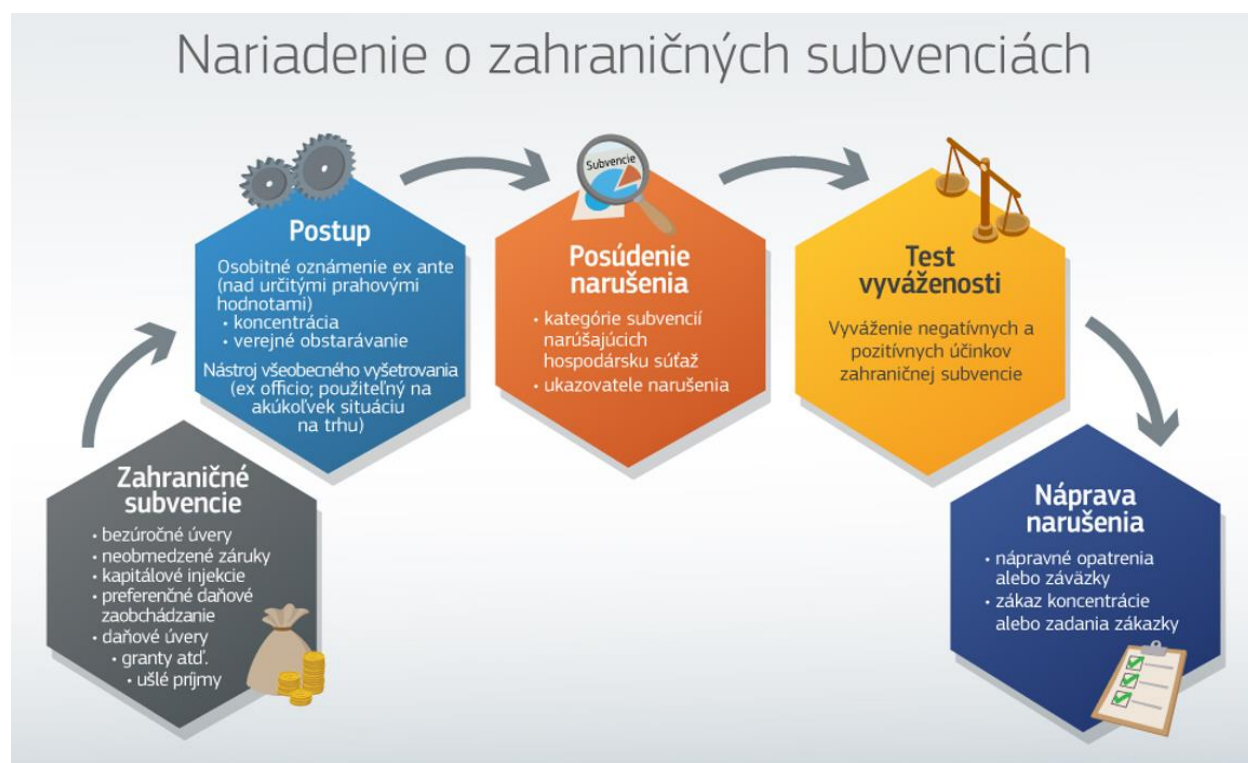 Nariadenie o zahraničných subvenciách
Zahraničné
subvencie
• bezúročné úvery
• neobmedzené záruky
• kapitálové injekcie
• preferenčné daňové
zaobchádzanie
• daňové úvery
• granty atď.
• ušlé príjmy
Postup
Osobitné oznámenie ex ante
(nad určitými prahovými
hodnotami)
• koncentrácia
• verejné obstarávanie
Nástroj všeobecného vyšetrovania
(ex officio; použiteľný na
akúkoľvek situáciu
na trhu)
Subvencie
Posúdenie
narušenia
• kategórie subvencií
narúšajúcich
hospodársku súťaž
• ukazovatele narušenia
Test
vyváženosti
Vyváženie negatívnych a
pozitívnych účinkov
zahraničnej subvencie
Náprava
narušenia
• nápravné opatrenia
alebo záväzky
• zákaz koncentrácie
alebo zadania zákazky